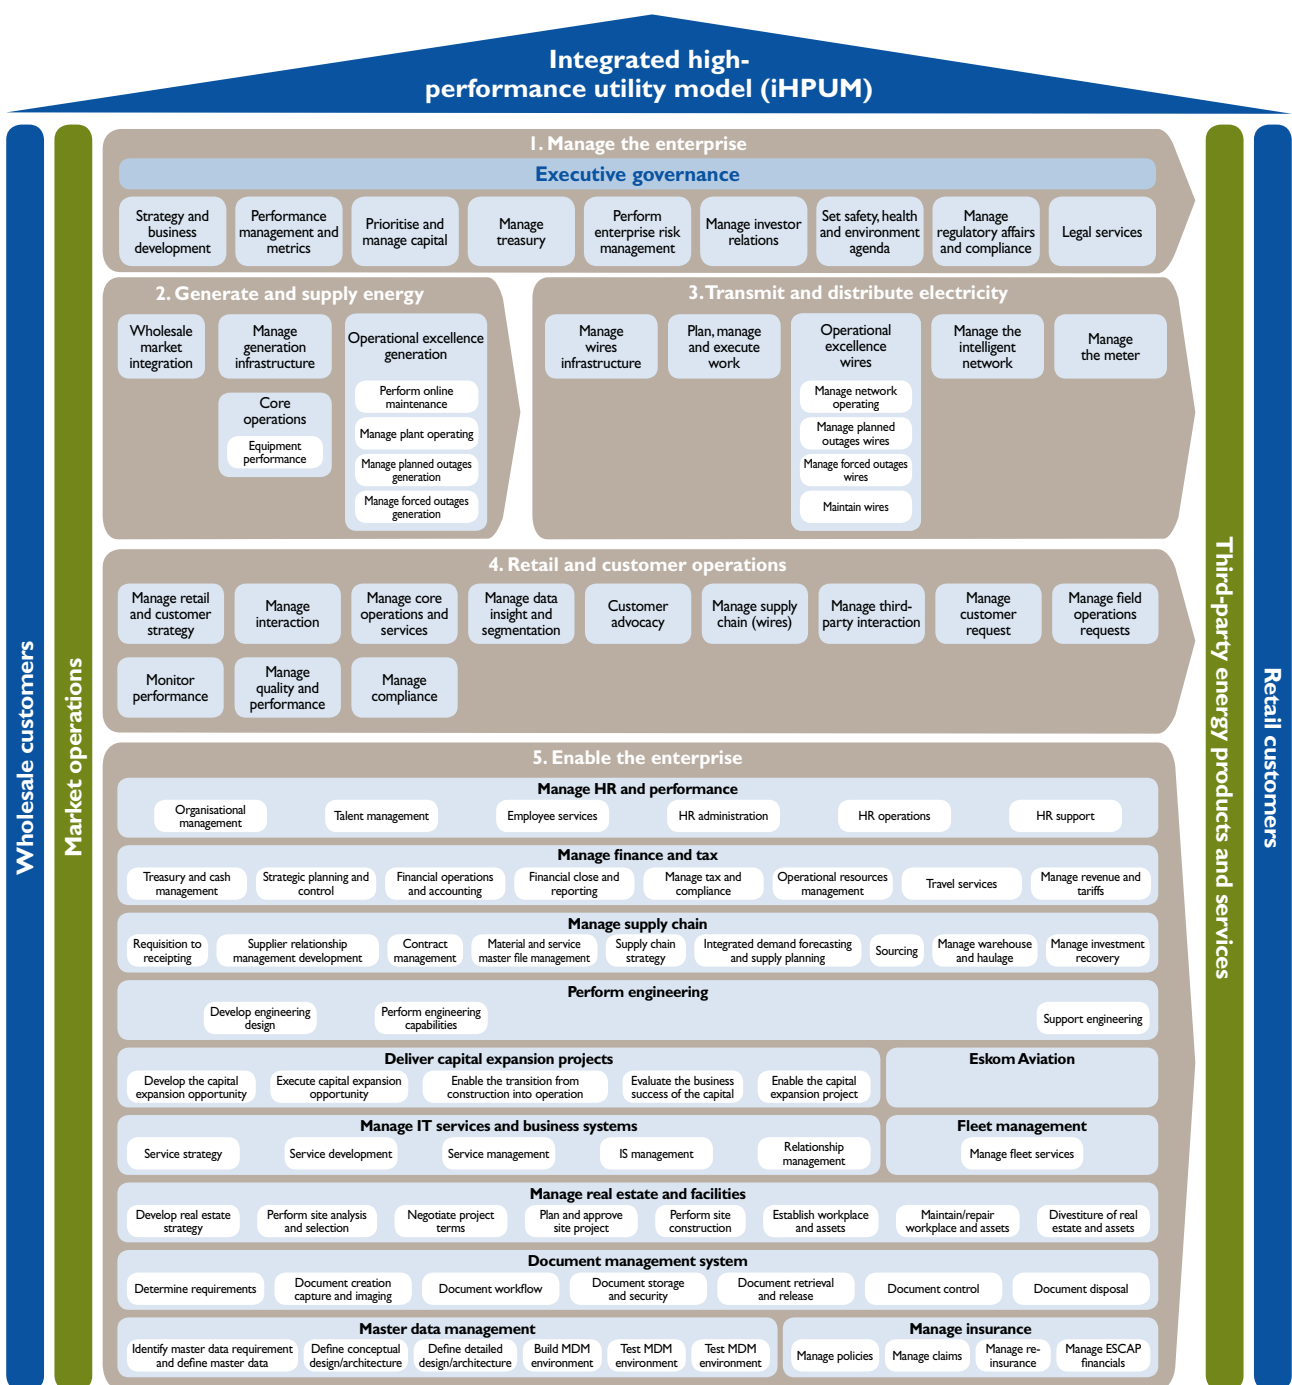 Integrated high-
performance utility model (iHPUM)
Wholesale customers
Market operations
1. Manage the enterprise
Executive governance
Strategy and
business
development
Performance
management and
metrics
Prioritise and
manage capital
Manage
treasury
Perform
enterprise risk
management
Manage investor
relations
Set safety, health
and environment
agenda
Manage
regulatory affairs
and compliance
Legal services
2. Generate and supply energy
Wholesale
market
integration
Manage
generation
infrastructure
Core
operations
Equipment
performance
Operational excellence
generation
Perform online
maintenance
Manage plant operating
Manage planned outages
generation
Manage forced outages
generation
3. Transmit and distribute electricity
Manage
wires
infrastructure
Plan, manage
and execute
work
Operational
excellence
wires
Manage network
operating
Manage planned
outages wires
Manage forced outages
wires
Maintain wires
Manage the
intelligent
network
Manage
the meter
4. Retail and customer operations
Manage retail
and customer
strategy
Manage
interaction
Manage core
operations and
services
Manage data
insight and
segmentation
Customer
advocacy
Manage supply
chain (wires)
Manage third-
party interaction
Manage
customer
request
Manage field
operations
requests
Monitor
performance
Manage
quality and
performance
Manage
compliance
5. Enable the enterprise
Manage HR and performance
Organisational
management
Talent management
Employee services
HR administration
HR operations
HR support
Manage finance and tax
Treasury and cash
management
Strategic planning and
control
Financial operations
and accounting
Financial close and
reporting
Manage tax and
compliance
Operational resources
management
Travel services
Manage revenue and
tariffs
Manage supply chain
Requisition to
receipting
Supplier relationship
management development
Contract
management
Material and service
master file management
Supply chain
strategy
Integrated demand forecasting
and supply planning
Sourcing
Manage warehouse
and haulage
Manage investment
recovery
Perform engineering
Develop engineering
design
Perform engineering
capabilities
Support engineering
Deliver capital expansion projects
Develop the capital
expansion opportunity
Execute capital expansion
opportunity
Enable the transition from
construction into operation
Evaluate the business
success of the capital
Enable the capital
expansion project
Eskom Aviation
Manage IT services and business systems
Service strategy
Service development
Service management
IS management
Relationship
management
Fleet management
Manage fleet services
Manage real estate and facilities
Develop real estate
strategy
Perform site analysis
and selection
Negotiate project
terms
Plan and approve
site project
Perform site
construction
Establish workplace
and assets
Maintain/repair
workplace and assets
Divestiture of real
estate and assets
Document management system
Determine requirements
Document creation
capture and imaging
Document workflow
Document storage
and security
Document retrieval
and release
Document control
Document disposal
Master data management
Identify master data requirement
and define master data
Define conceptual
design/architecture
Define detailed
design/architecture
Build MDM
environment
Test MDM
environment
Test MDM
environment
Manage insurance
Manage policies
Manage claims
Manage re-
insurance
Manage ESCAP
financials
Third-party energy products and services
Retail customers